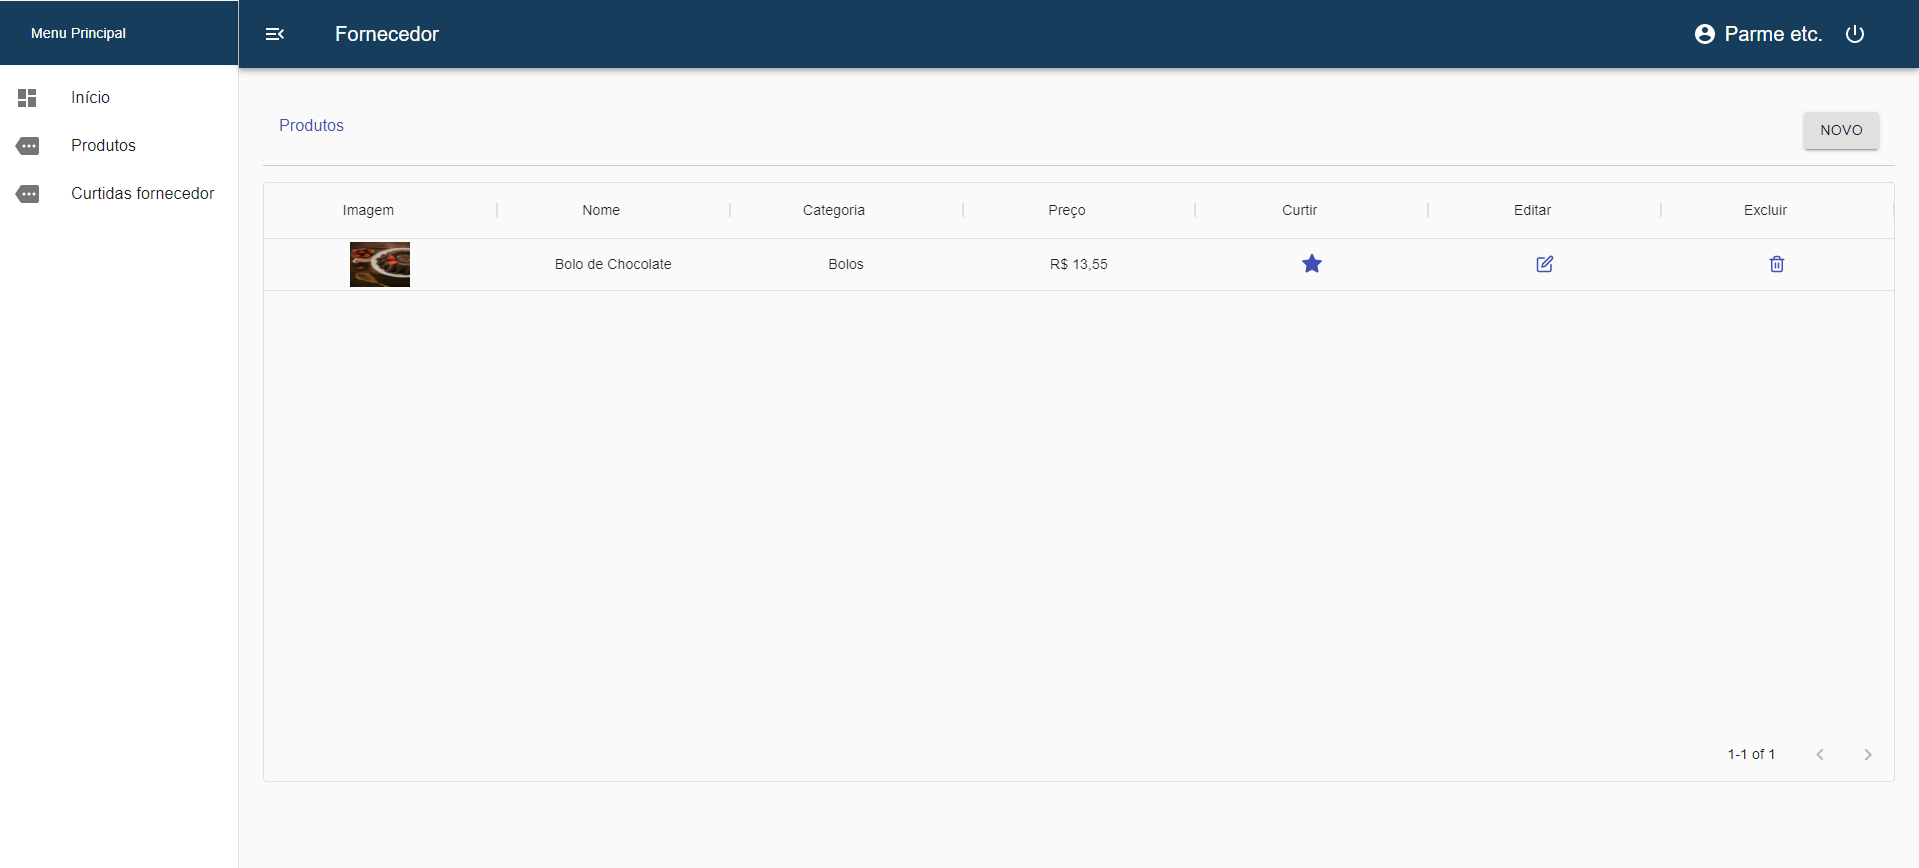 Menu Principal
Fornecedor
Parme etc.
Início
Produtos
Curtidas fornecedor
Produtos
NOVO
Imagem
Nome
Categoria
Preço
Curtir
Editar
Excluir
Bolo de Chocolate
Bolos
R$ 13,55
1-1 of 1